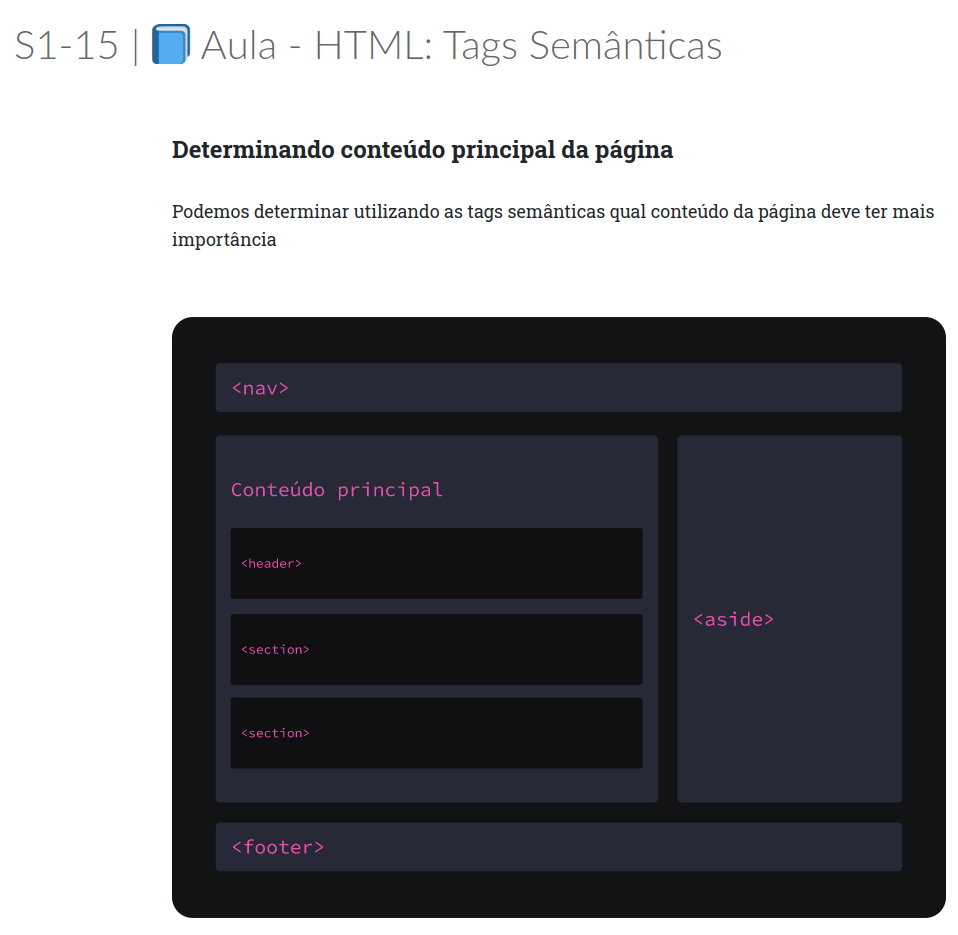 S1-15 | 📘 Aula - HTML: Tags Semânticas
Determinando conteúdo principal da página
Podemos determinar utilizando as tags semânticas qual conteúdo da página deve ter mais
importância
<nav>
Conteúdo principal
<header>
<section>
<section>
<aside>
<footer>